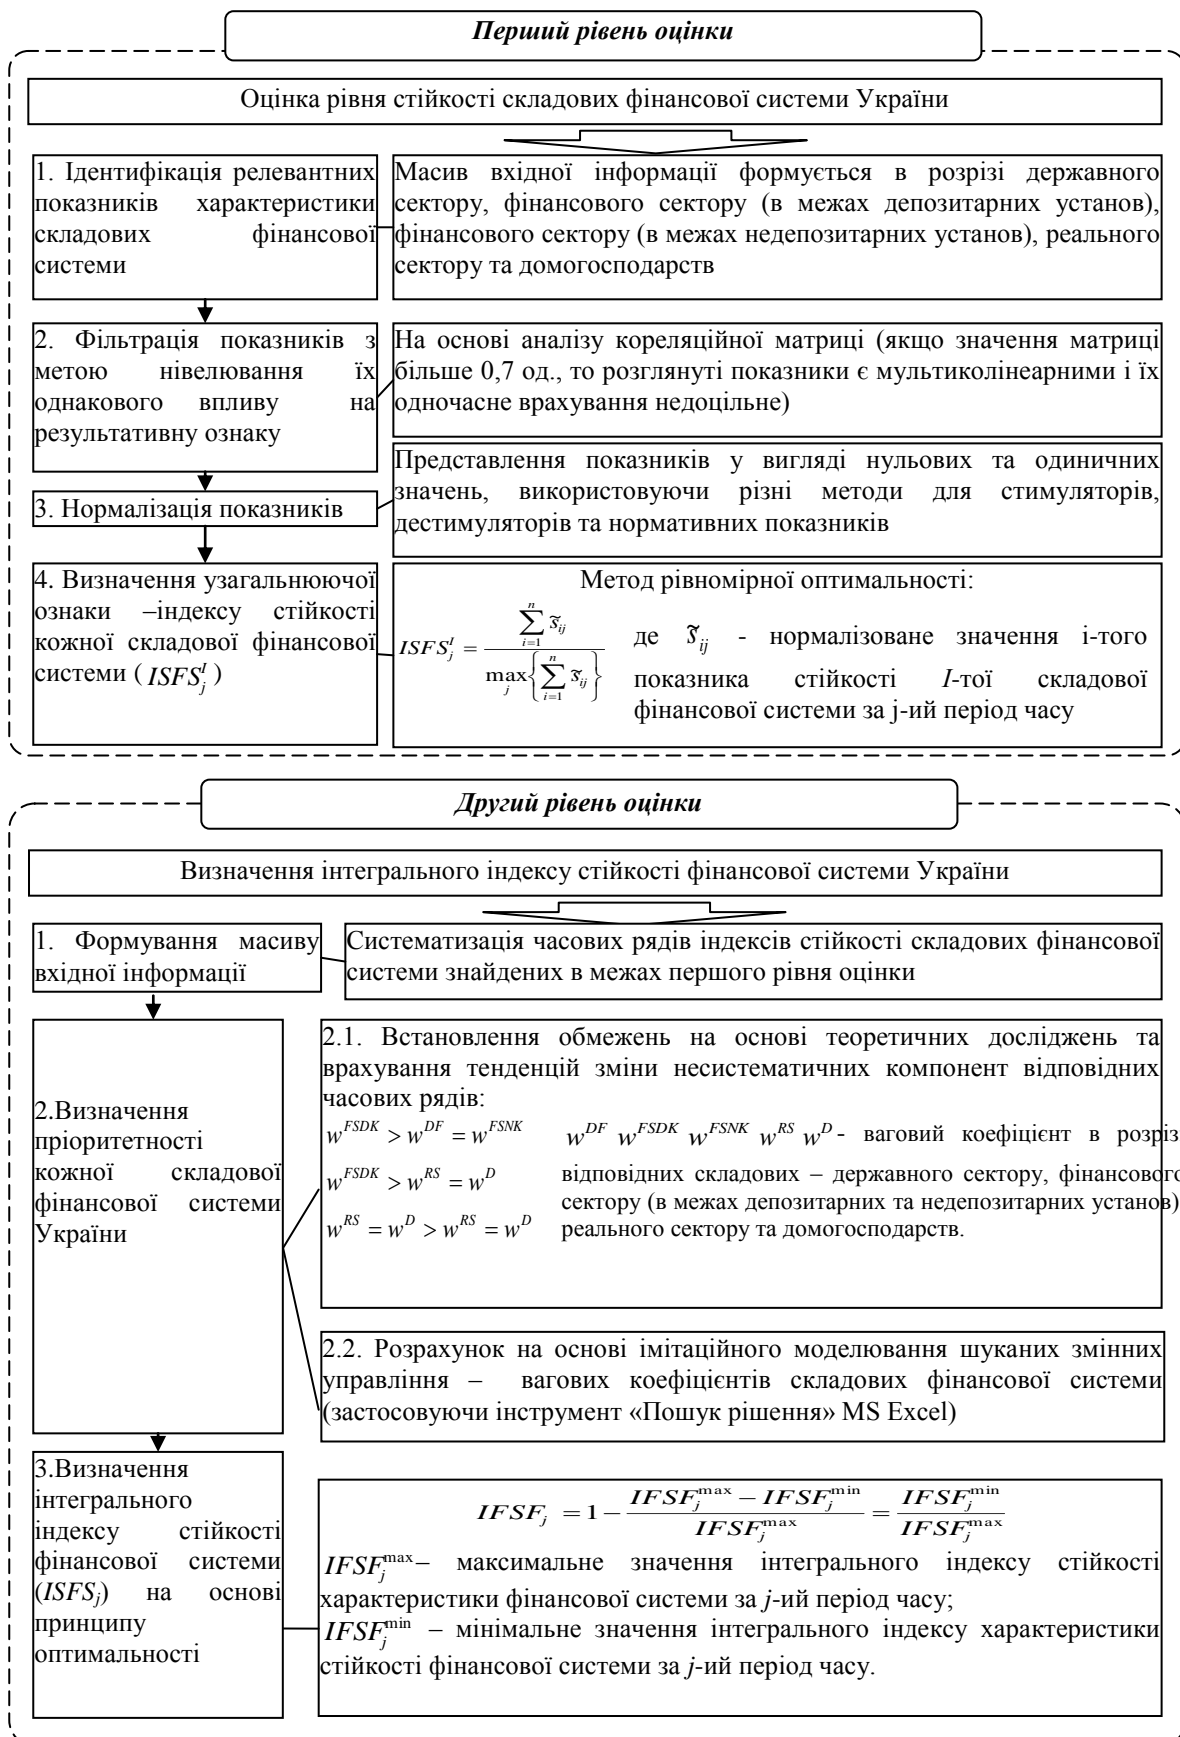 Перший рівень оцінки
Оцінка рівня стійкості складових фінансової системи України
1. Ідентифікація релевантних
показників характеристики
складових фінансової
системи
Масив вхідної інформації формується в розрізі державного
сектору, фінансового сектору (в межах депозитарних установ),
фінансового сектору (в межах недепозитарних установ), реального
сектору та домогосподарств
2. Фільтрація показників з
метою нівелювання їх
однакового впливу на
результативну ознаку
На основі аналізу кореляційної матриці (якщо значення матриці
більше 0,7 од., то розглянуті показники є мультиколінеарними і їх
одночасне врахування недоцільне)
3. Нормалізація показників
Представлення показників у вигляді нульових та одиничних
значень, використовуючи різні методи для стимуляторів,
дестимуляторів та нормативних показників
4. Визначення узагальнюючої
ознаки –індексу стійкості
кожної складової фінансової
системи ( $ISFS_j^I$ )
Метод рівномірної оптимальності:
$ISFS_j^I = \frac{\sum_{i=1}^{n} \tilde{s}_{ij}}{\max_j \left\{ \sum_{i=1}^{n} \tilde{s}_{ij} \right\}}$
де $\tilde{s}_{ij}$ - нормалізоване значення і-того
показника стійкості I-тої складової
фінансової системи за j-ий період часу
Другий рівень оцінки
Визначення інтегрального індексу стійкості фінансової системи України
1. Формування масиву
вхідної інформації
Систематизація часових рядів індексів стійкості складових фінансової
системи знайдених в межах першого рівня оцінки
2.Визначення
пріоритетності
кожної складової
фінансової системи
України
2.1. Встановлення обмежень на основі теоретичних досліджень та
врахування тенденцій зміни несистематичних компонент відповідних
часових рядів:
$w^{FSDK} > w^{DF} = w^{FSNK}$
$w^{FSDK} > w^{RS} = w^{D}$
$w^{RS} = w^{D} > w^{RS} = w^{D}$
$w^{DF}$ $w^{FSDK}$ $w^{FSNK}$ $w^{RS}$ $w^{D}$ - ваговий коефіцієнт в розріз
відповідних складових – державного сектору, фінансового
сектору (в межах депозитарних та недепозитарних установ)
реального сектору та домогосподарств.
2.2. Розрахунок на основі імітаційного моделювання шуканих змінних
управління – вагових коефіцієнтів складових фінансової системи
(застосовуючи інструмент «Пошук рішення» MS Excel)
3.Визначення
інтегрального
індексу стійкості
фінансової системи
($ISFS_j$) на основі
принципу
оптимальності
$IFSF_j = 1 - \frac{IFSF_j^{\max} - IFSF_j^{\min}}{IFSF_j^{\max}} = \frac{IFSF_j^{\min}}{IFSF_j^{\max}}$
$IFSF_j^{\max}$– максимальне значення інтегрального індексу стійкості
характеристики фінансової системи за j-ий період часу;
$IFSF_j^{\min}$ – мінімальне значення інтегрального індексу характеристики
стійкості фінансової системи за j-ий період часу.